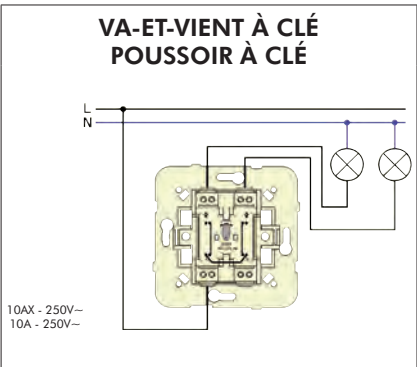 VA-ET-VIENT À CLÉ
POUSSOIR À CLÉ
L
N
10AX - 250V~
10A - 250V~